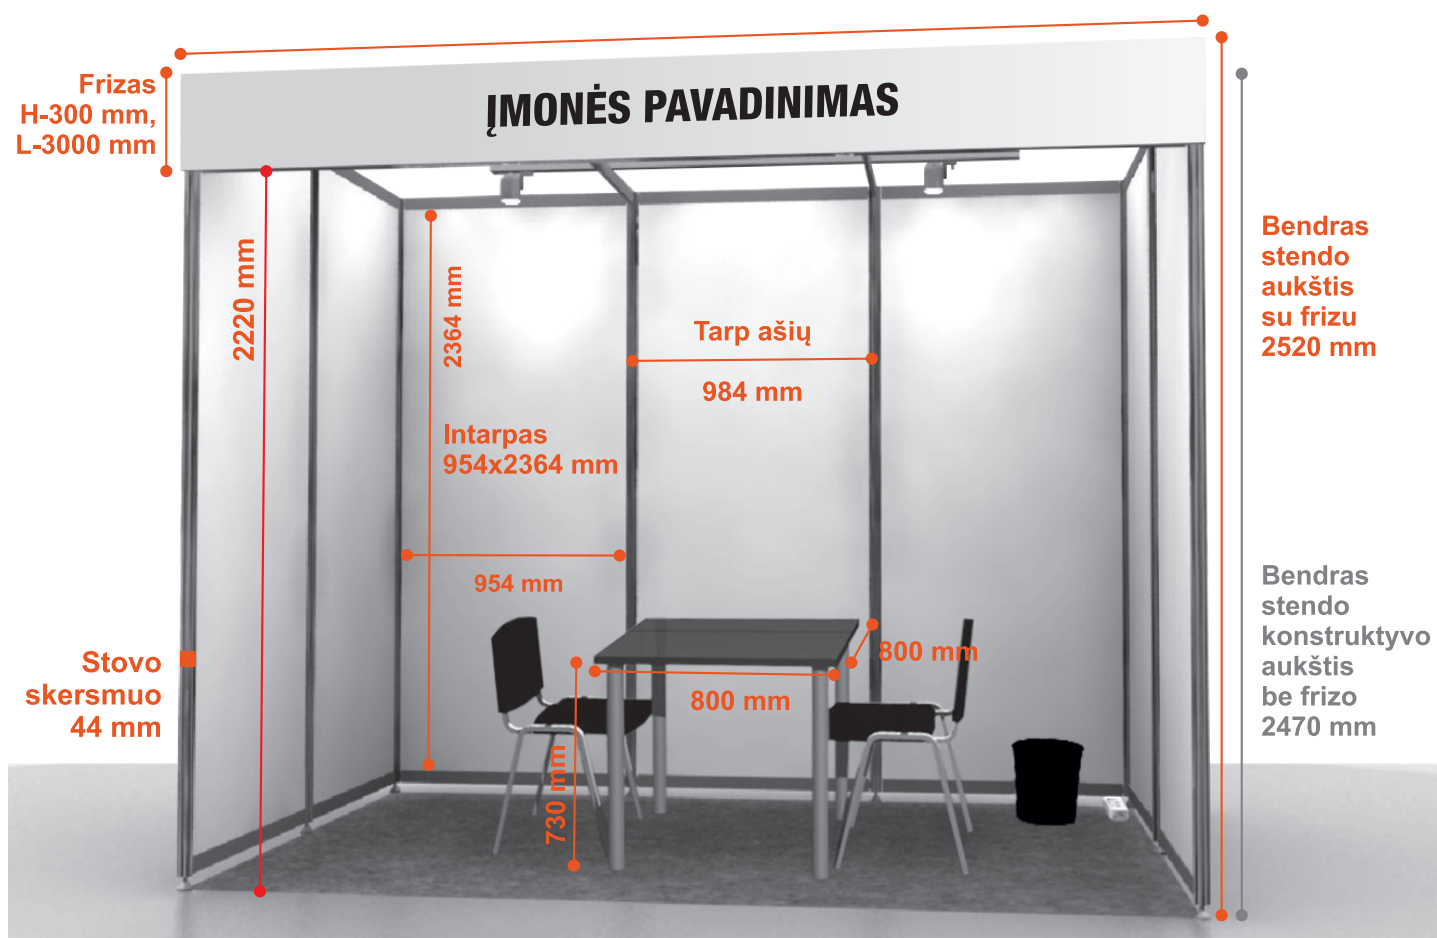 Frizas
H-300 mm,
L-3000 mm
ĮMONĖS PAVADINIMAS
2220 mm
2364 mm
Tarp ašių
984 mm
Intarpas
954x2364 mm
954 mm
Bendras
stendo
aukštis
su frizu
2520 mm
Bendras
stendo
konstruktyvo
aukštis
be frizo
2470 mm
Stovo
skersmuo
44 mm
800 mm
800 mm
730 mm